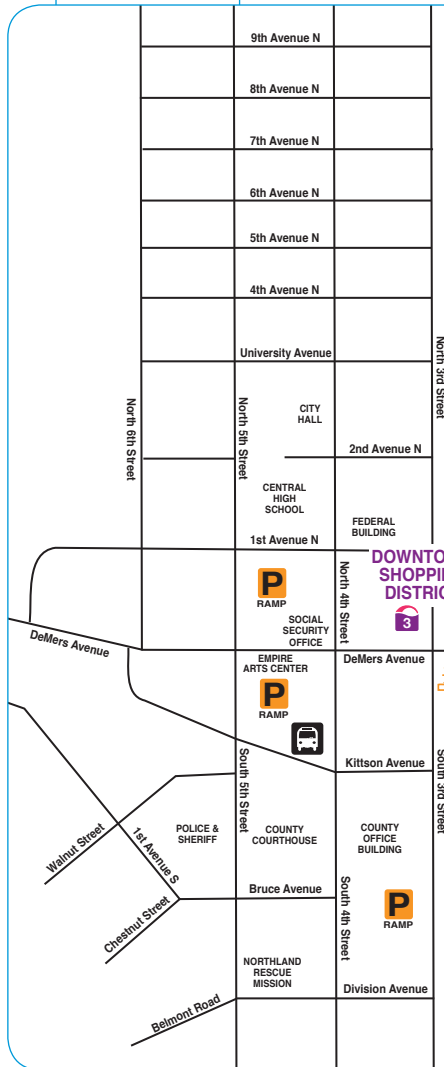 9th Avenue N
8th Avenue N
7th Avenue N
6th Avenue N
5th Avenue N
4th Avenue N
University Avenue
North 3rd Street
North 6th Street
North 5th Street
CITY
HALL
2nd Avenue N
CENTRAL
HIGH
SCHOOL
FEDERAL
BUILDING
1st Avenue N
DOWNTO
SHOPPI
DISTRIC
3
North 4th Street
P
RAMP
SOCIAL
SECURITY
OFFICE
DeMers Avenue
EMPIRE
ARTS CENTER
DeMers Avenue
P
RAMP
Kittson Avenue
South 5th Street
South 3rd Street
Walnut Street
1st Avenue S
POLICE &
SHERIFF
COUNTY
COURTHOUSE
COUNTY
OFFICE
BUILDING
Bruce Avenue
South 4th Street
P
RAMP
Chestnut Street
NORTHLAND
RESCUE
MISSION
Division Avenue
Belmont Road